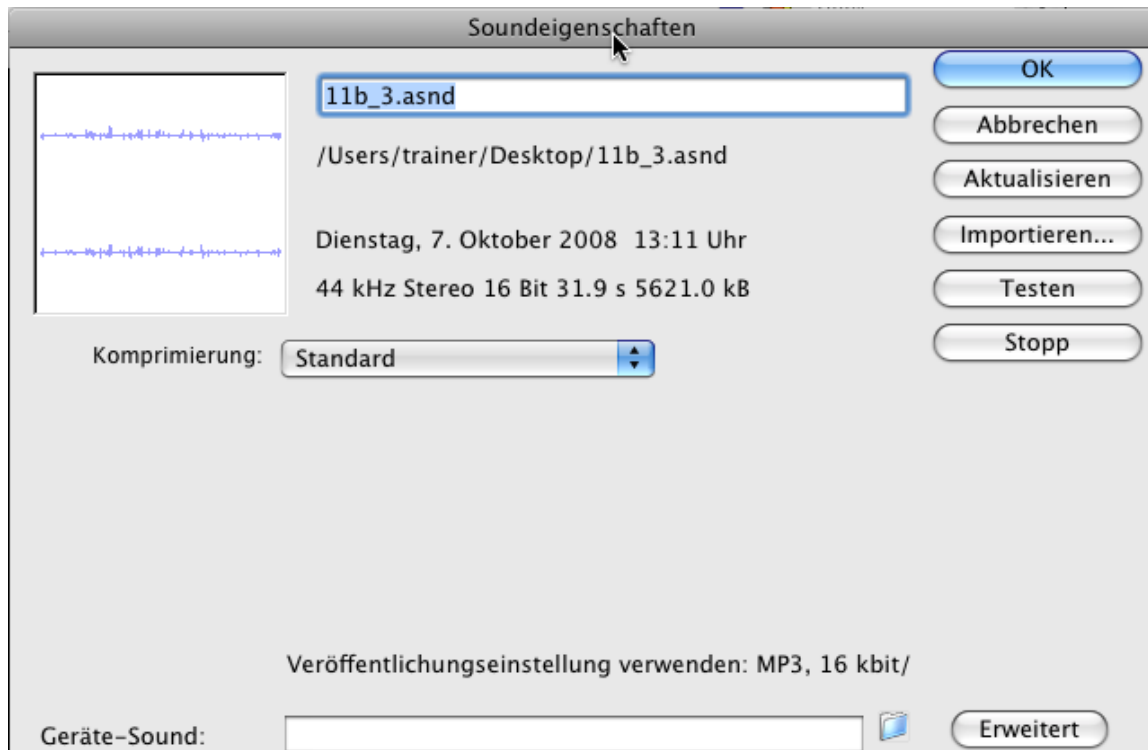 Soundeigenschaften
11b_3.asnd
/Users/trainer/Desktop/11b_3.asnd
Dienstag, 7. Oktober 2008 13:11 Uhr
44 kHz Stereo 16 Bit 31.9 s 5621.0 kB
OK
Abbrechen
Aktualisieren
Importieren...
Testen
Stopp
Komprimierung: Standard
Veröffentlichungseinstellung verwenden: MP3, 16 kbit/
Geräte-Sound:
Erweitert